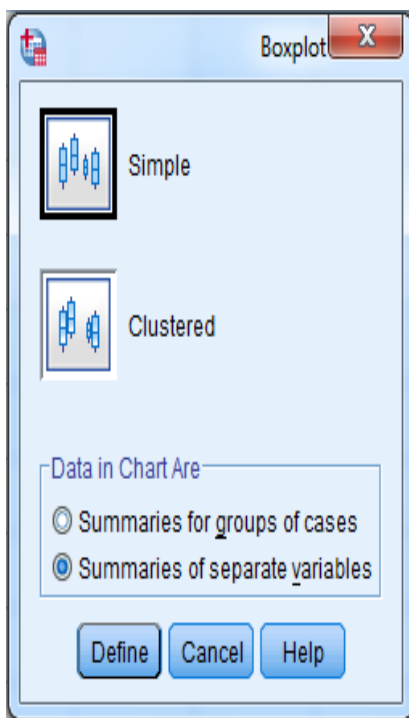 Boxplot
X
Simple
Clustered
Data in Chart Are
Summaries for groups of cases
Summaries of separate variables
Define Cancel Help